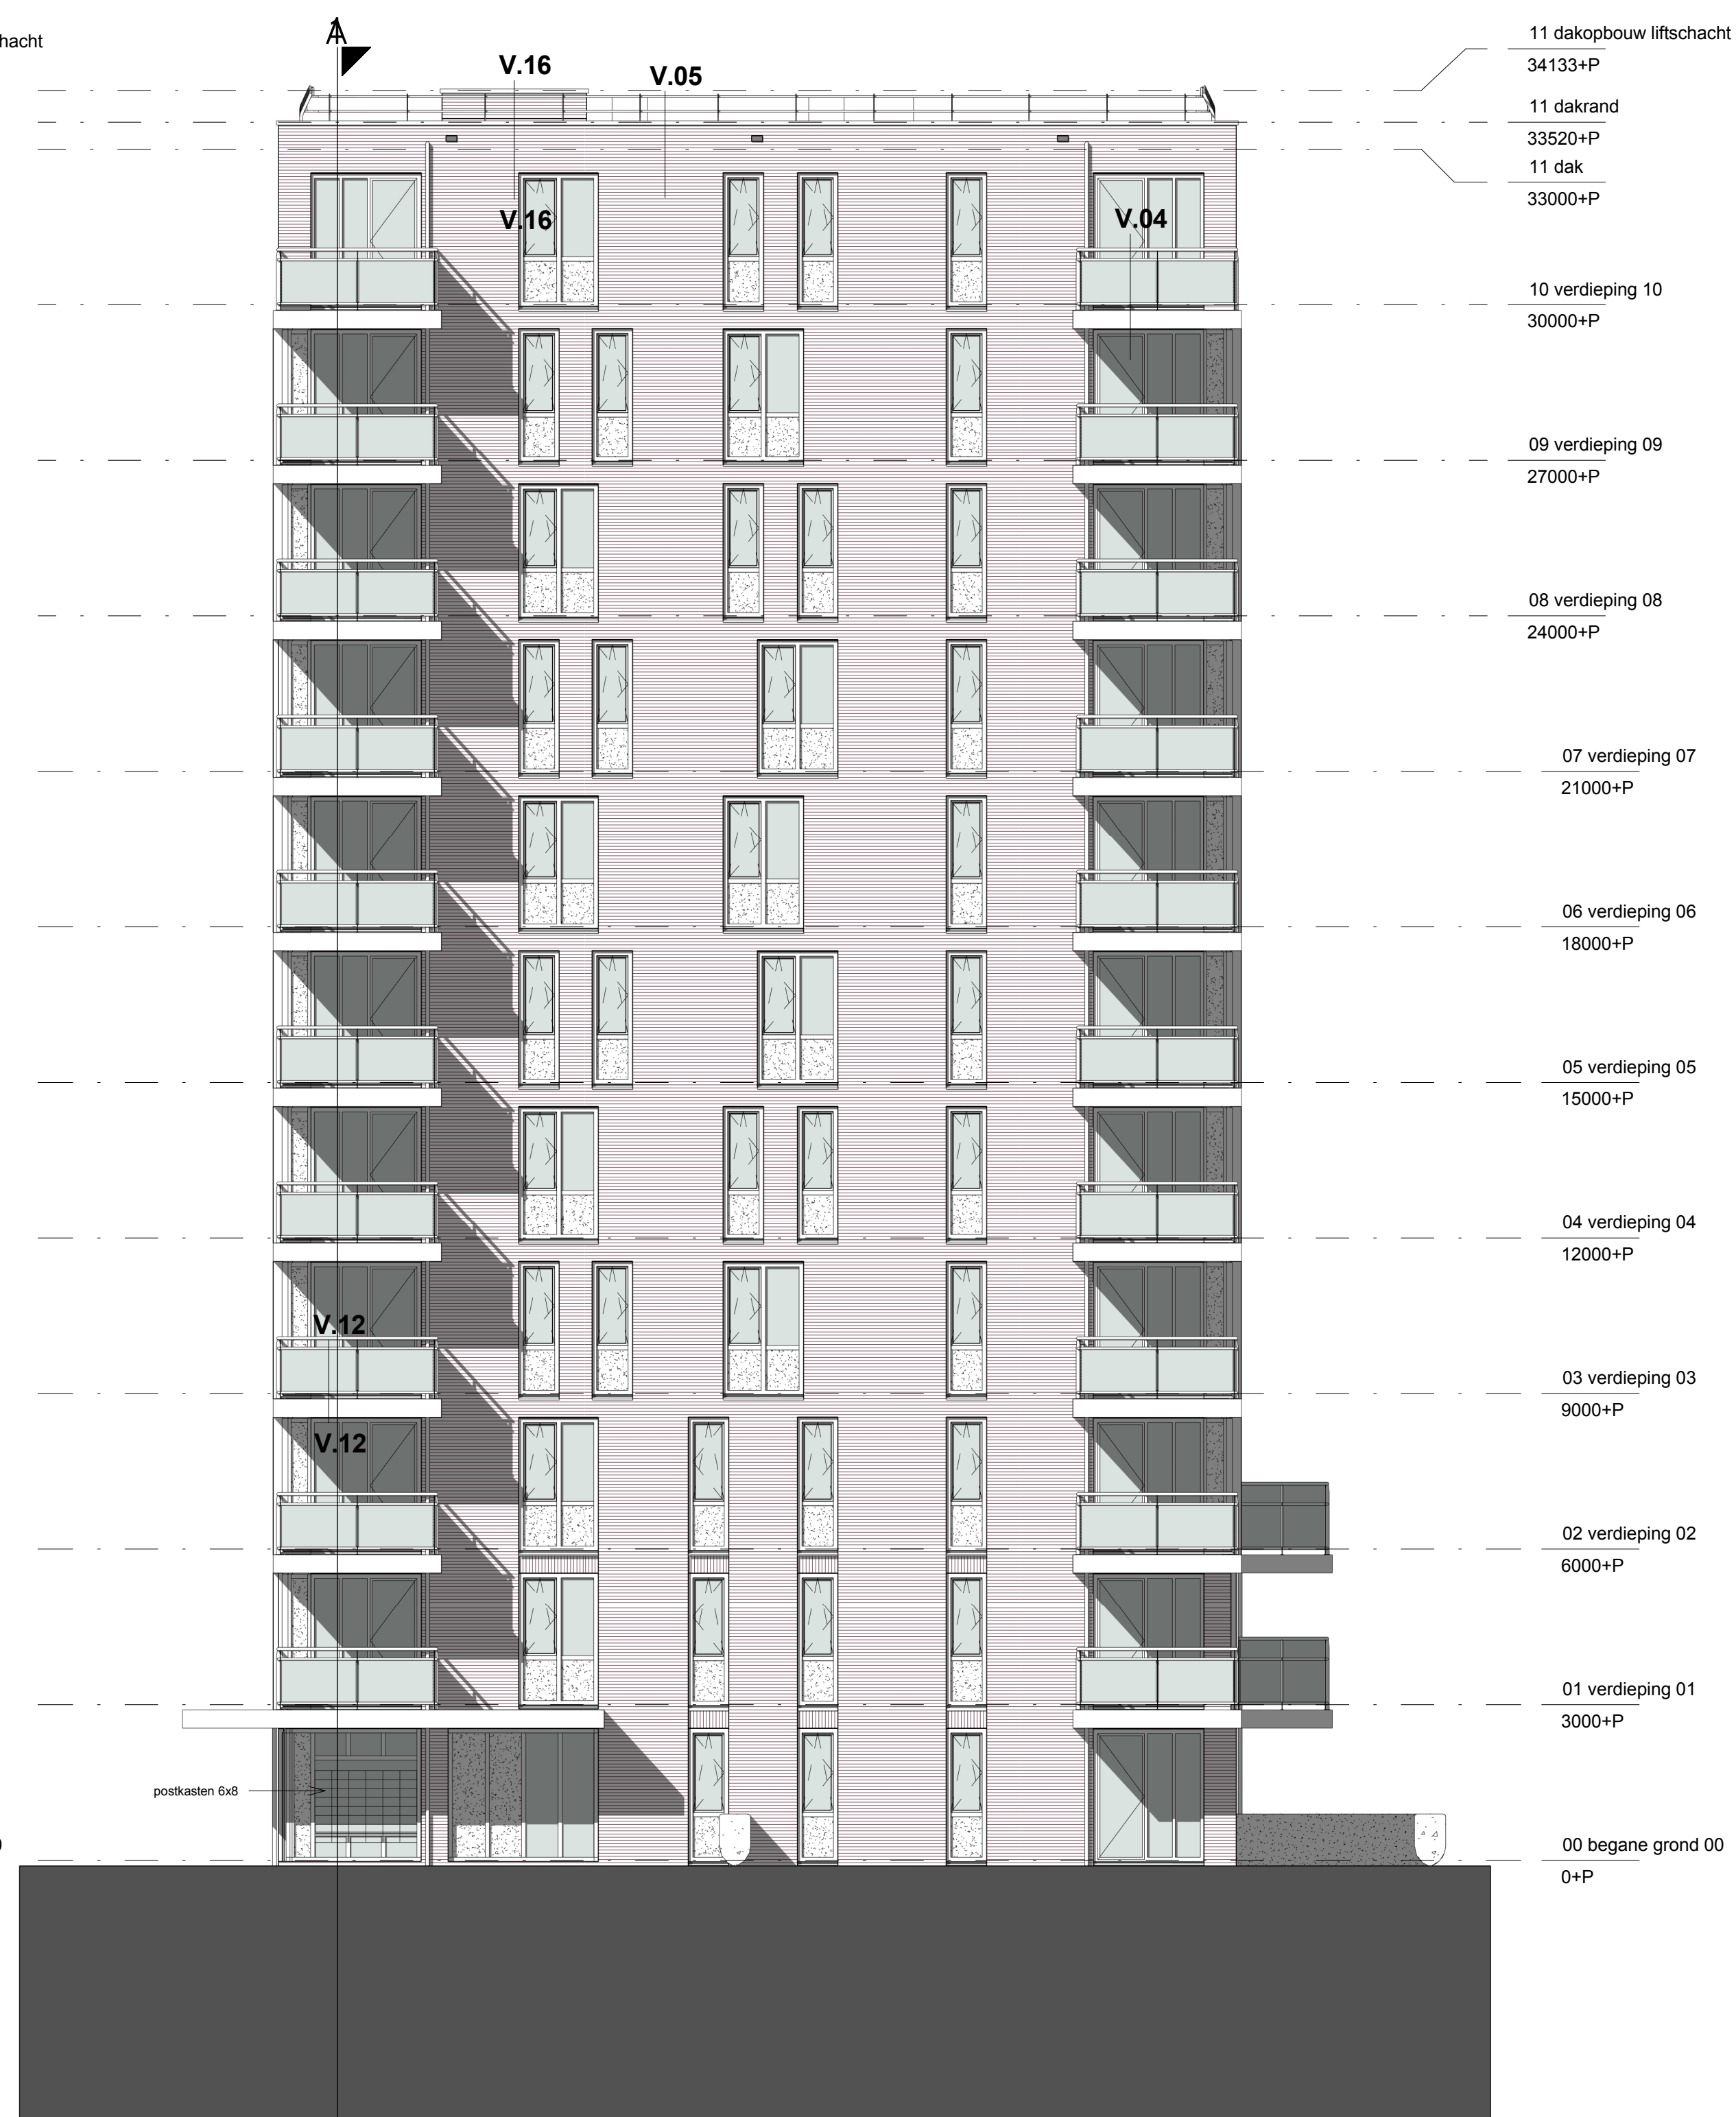 11 dakopbouw liftschacht
hacht
34133+P
V.16
V.05
11 dakrand
33520+P
11 dak
33000+P
V.16
V.04
10 verdieping 10
30000+P
09 verdieping 09
27000+P
08 verdieping 08
24000+P
07 verdieping 07
21000+P
06 verdieping 06
18000+P
05 verdieping 05
15000+P
04 verdieping 04
12000+P
V.12
03 verdieping 03
9000+P
V.12
02 verdieping 02
6000+P
01 verdieping 01
3000+P
postkasten 6x8
00 begane grond 00
0+P